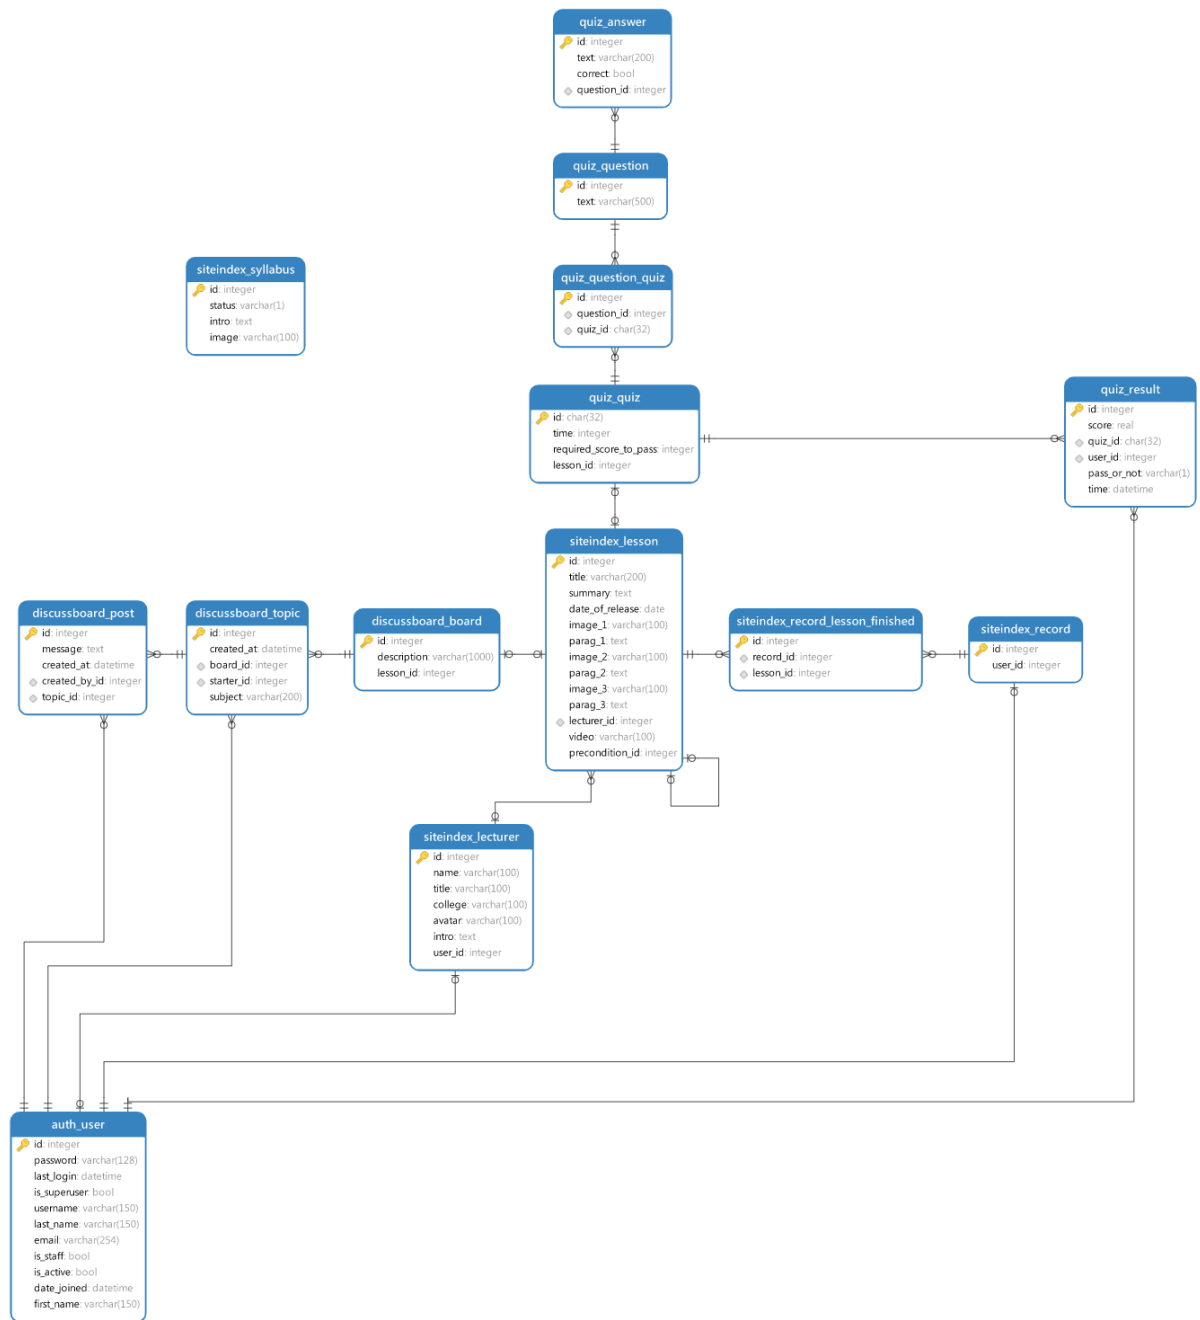 quiz_answer
id: integer
text: varchar(200)
correct: bool
question_id: integer
quiz_question
id: integer
text: varchar(500)
siteindex_syllabus
id: integer
status: varchar(1)
intro: text
image: varchar(100)
quiz_question_quiz
id: integer
question_id: integer
quiz_id: char(32)
quiz_quiz
id: char(32)
time: integer
required_score_to_pass: integer
lesson_id: integer
quiz_result
id: integer
score: real
quiz_id: char(32)
user_id: integer
pass_or_not: varchar(1)
time: datetime
siteindex_lesson
id: integer
title: varchar(200)
summary: text
date_of_release: date
image_1: varchar(100)
parag_1: text
image_2: varchar(100)
parag_2: text
image_3: varchar(100)
parag_3: text
lecturer_id: integer
video: varchar(100)
precondition_id: integer
discussboard_post
id: integer
message: text
created_at: datetime
created_by_id: integer
topic_id: integer
discussboard_topic
id: integer
created_at: datetime
board_id: integer
starter_id: integer
subject: varchar(200)
discussboard_board
id: integer
description: varchar(1000)
lesson_id: integer
siteindex_record_lesson_finished
id: integer
record_id: integer
lesson_id: integer
siteindex_record
id: integer
user_id: integer
siteindex_lecturer
id: integer
name: varchar(100)
title: varchar(100)
college: varchar(100)
avatar: varchar(100)
intro: text
user_id: integer
auth_user
id: integer
password: varchar(128)
last_login: datetime
is_superuser: bool
username: varchar(150)
last_name: varchar(150)
email: varchar(254)
is_staff: bool
is_active: bool
date_joined: datetime
first_name: varchar(150)